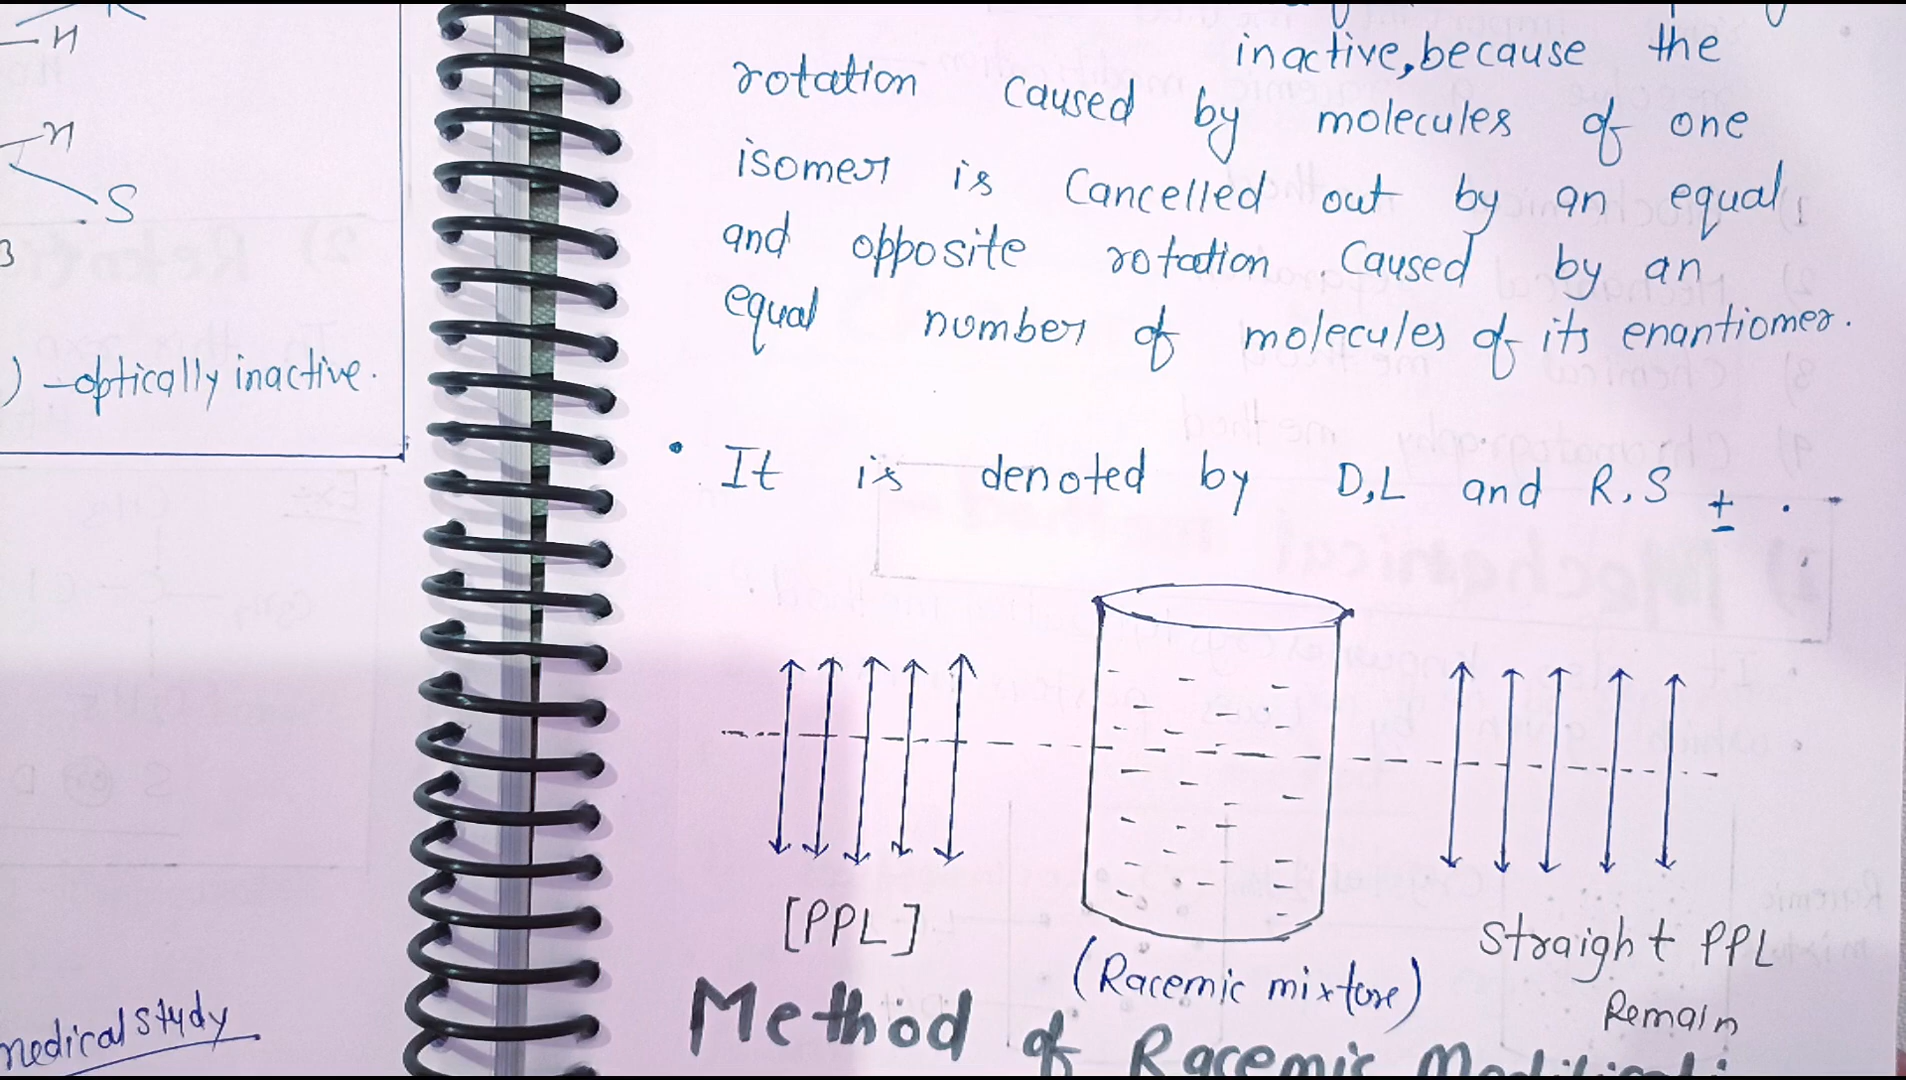 H
H
S
3
) - optically inactive.
medical study
inactive, because the
rotation caused by molecules of one
isomer is Cancelled out by an equal
and opposite rotation caused by an
equal number of molecules of its enantiomer.
• It is denoted by D,L and R,S ± .
[PPL]
(Racemic mixture)
Straight PPL
Remain
Method of Racemic